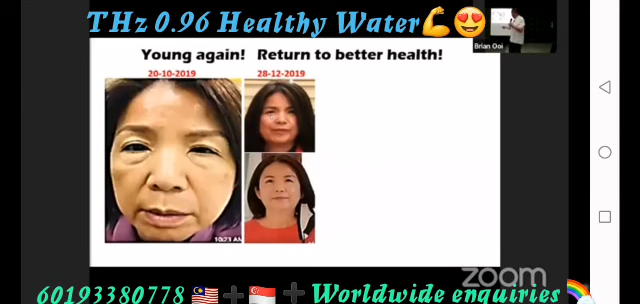 THz 0.96 Healthy Water💪😍
Brian Ooi
Young again! Return to better health!
20-10-2019 28-12-2019
10:23 AM
zoom
60193380778 🇲🇾➕🇸🇬➕ Worldwide enquiries🌈